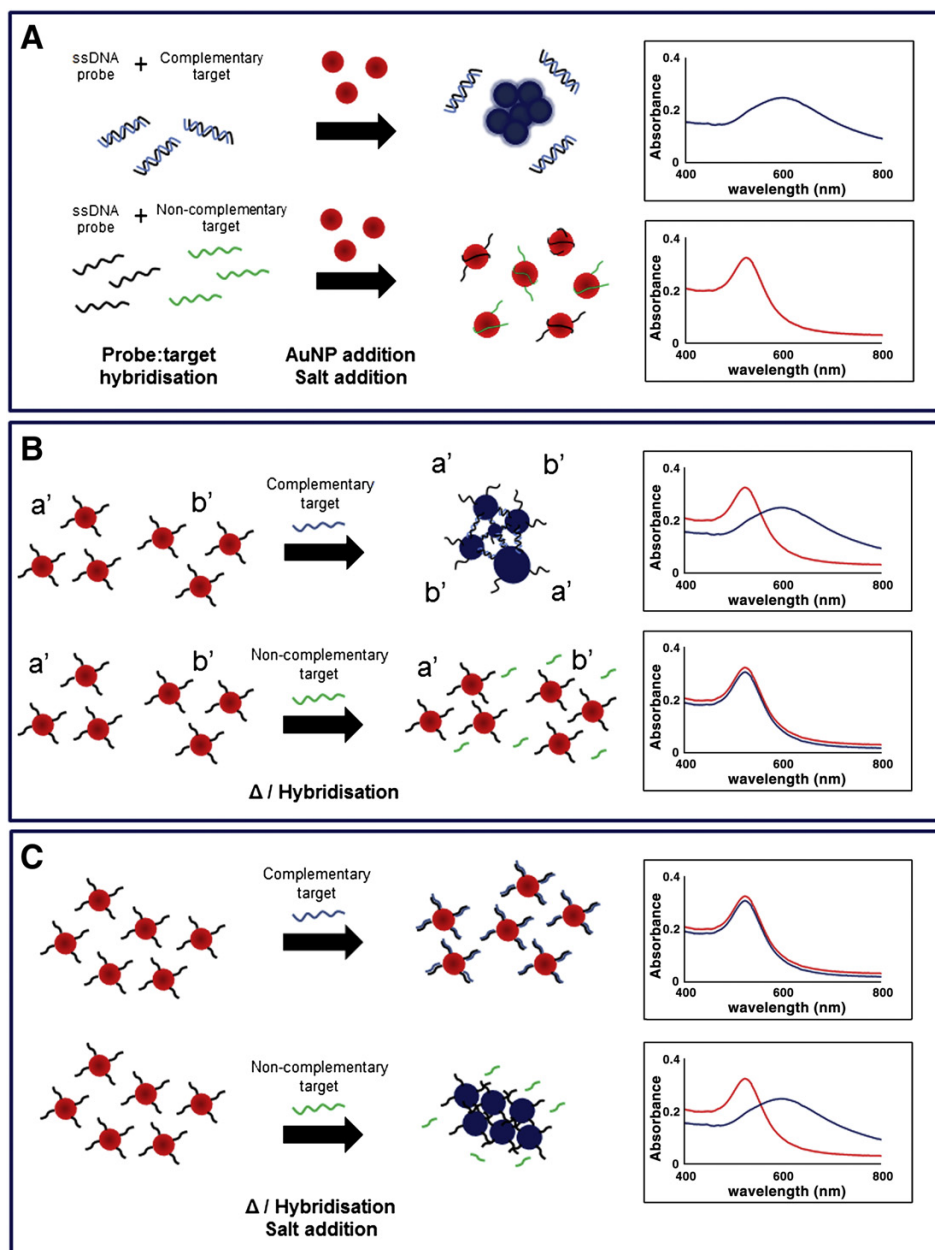 A
ssDNA probe
+
Complementary target
ssDNA probe
+
Non-complementary target
Probe:target
hybridisation
AuNP addition
Salt addition
Absorbance
0.4
0.2
0
400
600
800
wavelength (nm)
Absorbance
0.4
0.2
0
400
600
800
wavelength (nm)
B
a'
b'
Complementary
target
a'
b'
b'
a'
a'
b'
Non-complementary
target
a'
b'
Δ / Hybridisation
Absorbance
0.4
0.2
0
400
600
800
wavelength (nm)
Absorbance
0.4
0.2
0
400
600
800
wavelength (nm)
C
Complementary
target
Non-complementary
target
Δ / Hybridisation
Salt addition
Absorbance
0.4
0.2
0
400
600
800
wavelength (nm)
Absorbance
0.4
0.2
0
400
600
800
wavelength (nm)